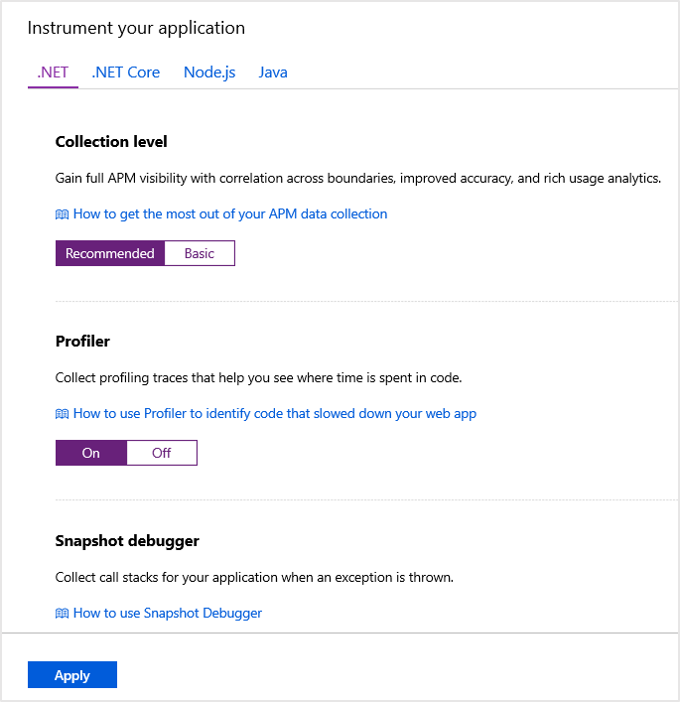 Instrument your application
.NET .NET Core Node.js Java
Collection level
Gain full APM visibility with correlation across boundaries, improved accuracy, and rich usage analytics.
How to get the most out of your APM data collection
Recommended Basic
Profiler
Collect profiling traces that help you see where time is spent in code.
How to use Profiler to identify code that slowed down your web app
On Off
Snapshot debugger
Collect call stacks for your application when an exception is thrown.
How to use Snapshot Debugger
Apply